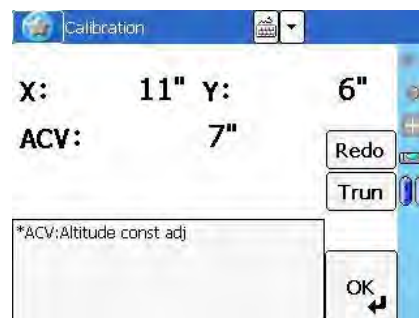 Calibration
X: 11" Y: 6"
ACV: 7"
Redo
Trun
*ACV:Altitude const adj
OK